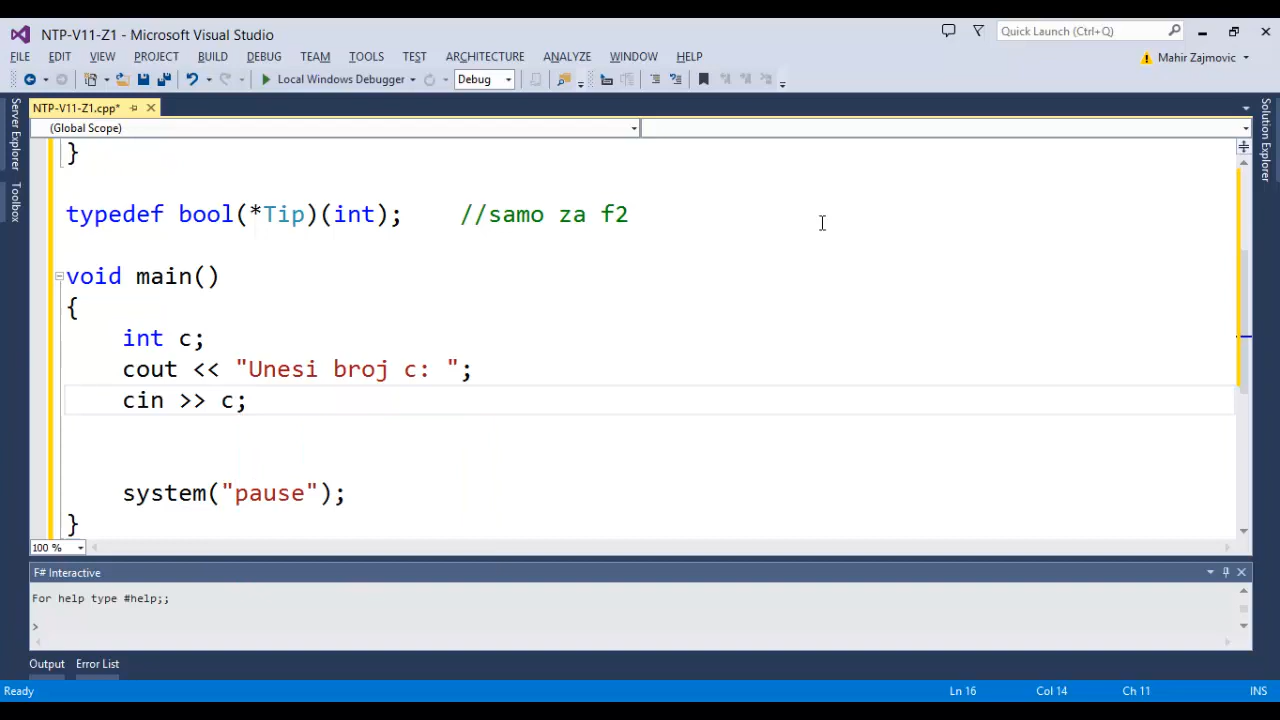 NTP-V11-Z1 - Microsoft Visual Studio
Quick Launch (Ctrl+Q)
FILE EDIT VIEW PROJECT BUILD DEBUG TEAM TOOLS TEST ARCHITECTURE ANALYZE WINDOW HELP
Mahir Zajmovic
Local Windows Debugger Debug
NTP-V11-Z1.cpp*
(Global Scope)
Server Explorer
Toolbox
Solution Explorer
}
typedef bool(*Tip)(int); //samo za f2
void main()
{
int c;
cout << "Unesi broj c: ";
cin >> c;
system("pause");
}
100 %
F# Interactive
For help type #help;;
>
Output Error List
Ready Ln 16 Col 14 Ch 11 INS